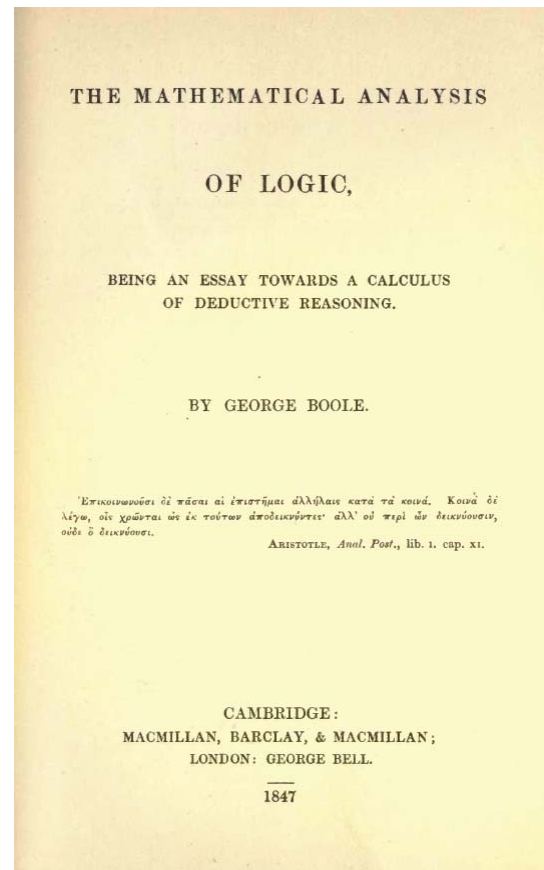 THE MATHEMATICAL ANALYSIS
OF LOGIC,
BEING AN ESSAY TOWARDS A CALCULUS
OF DEDUCTIVE REASONING.
BY GEORGE BOOLE.
Ἐπικοινωνοῦσι δὲ πᾶσαι αἱ ἐπιστῆμαι ἀλλήλαις κατὰ τὰ κοινά. Κοινὰ δὲ
λέγω, οἷς χρῶνται ὡς ἐκ τούτων ἀποδεικνύντες· ἀλλ' οὐ περὶ ὧν δεικνύουσιν,
οὐδὲ ὃ δεικνύουσι.
ARISTOTLE, Anal. Post., lib. I. cap. XI.
CAMBRIDGE:
MACMILLAN, BARCLAY, & MACMILLAN;
LONDON: GEORGE BELL.
1847